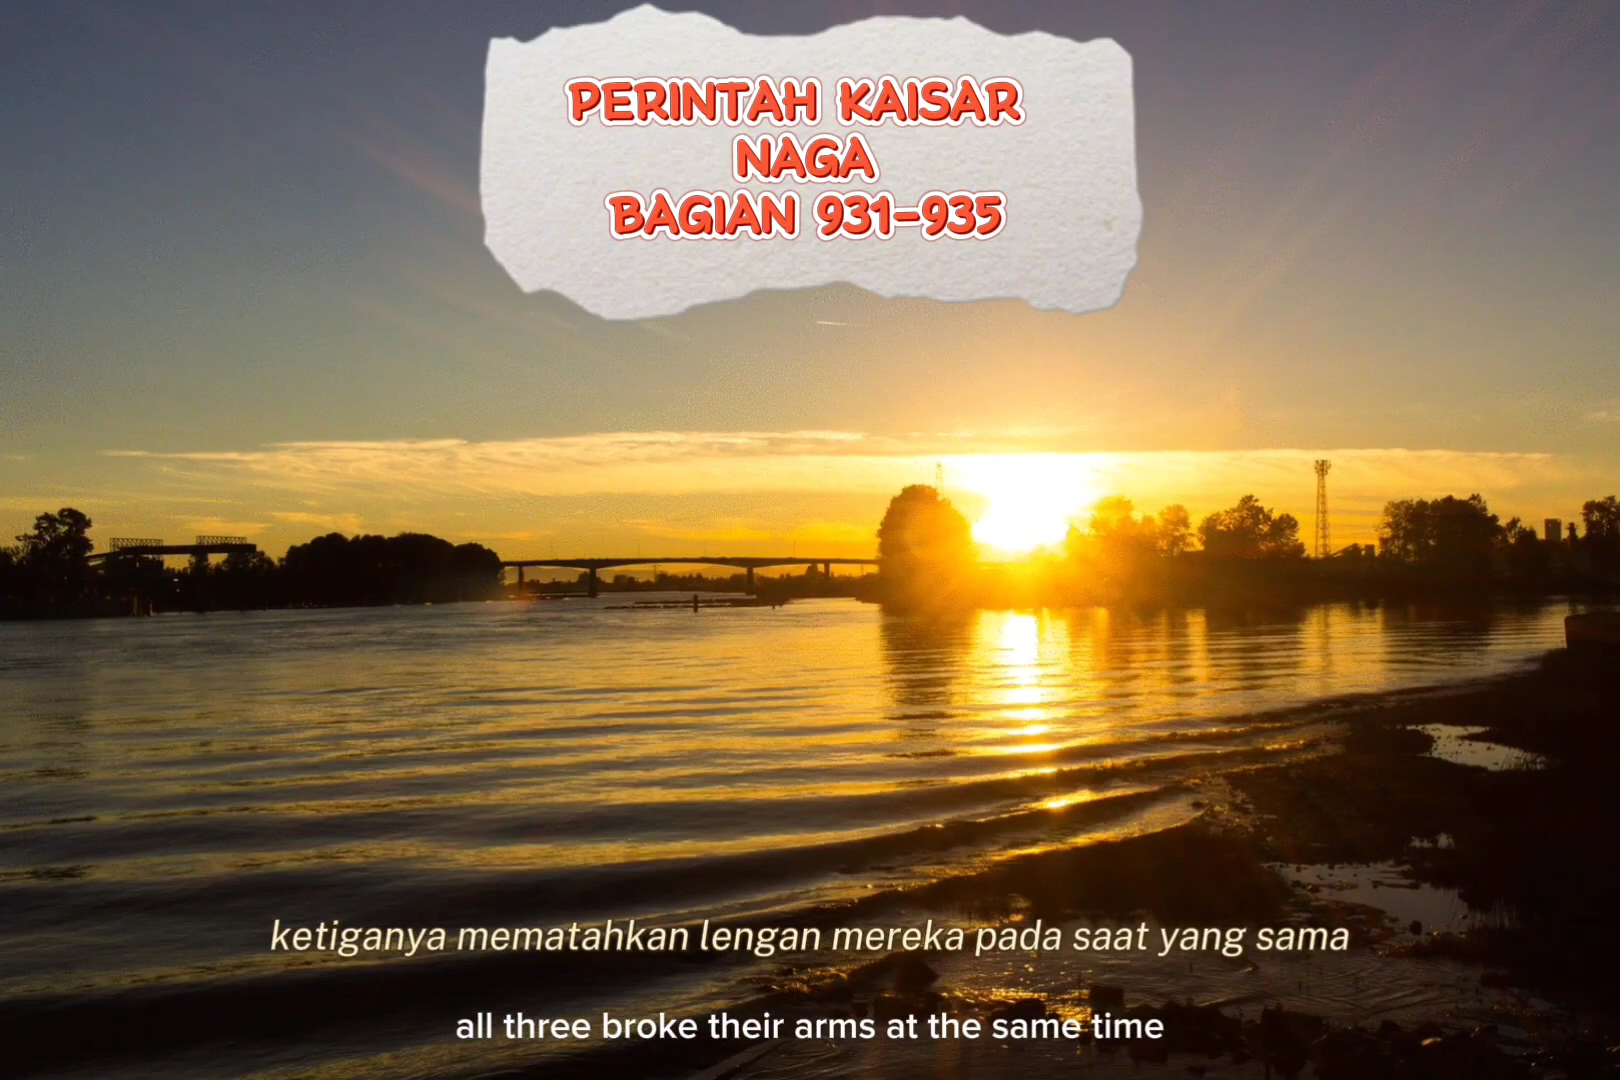 PERINTAH KAISAR
NAGA
BAGIAN 931-935
ketiganya mematahkan lengan mereka pada saat yang sama
all three broke their arms at the same time